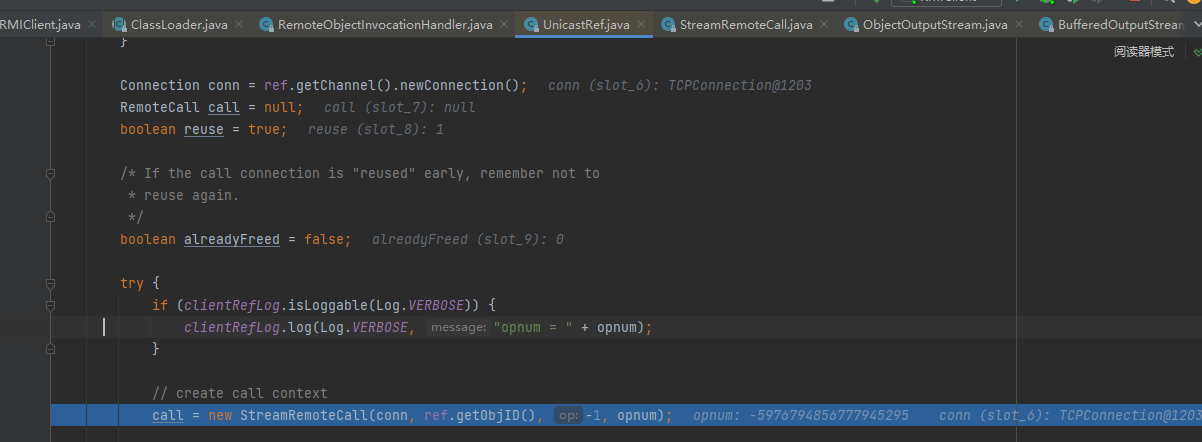 RMIClient.java ClassLoader.java RemoteObjectInvocationHandler.java UnicastRef.java StreamRemoteCall.java ObjectOutputStream.java BufferedOutputStream
阅读器模式
}
Connection conn = ref.getChannel().newConnection(); conn (slot_6): TCPConnection@1203
RemoteCall call = null; call (slot_7): null
boolean reuse = true; reuse (slot_8): 1
/* If the call connection is "reused" early, remember not to
* reuse again.
*/
boolean alreadyFreed = false; alreadyFreed (slot_9): 0
try {
if (clientRefLog.isLoggable(Log.VERBOSE)) {
clientRefLog.log(Log.VERBOSE, message: "opnum = " + opnum);
}
// create call context
call = new StreamRemoteCall(conn, ref.getObjID(), op: -1, opnum); opnum: -5976794856777945295 conn (slot_6): TCPConnection@1203